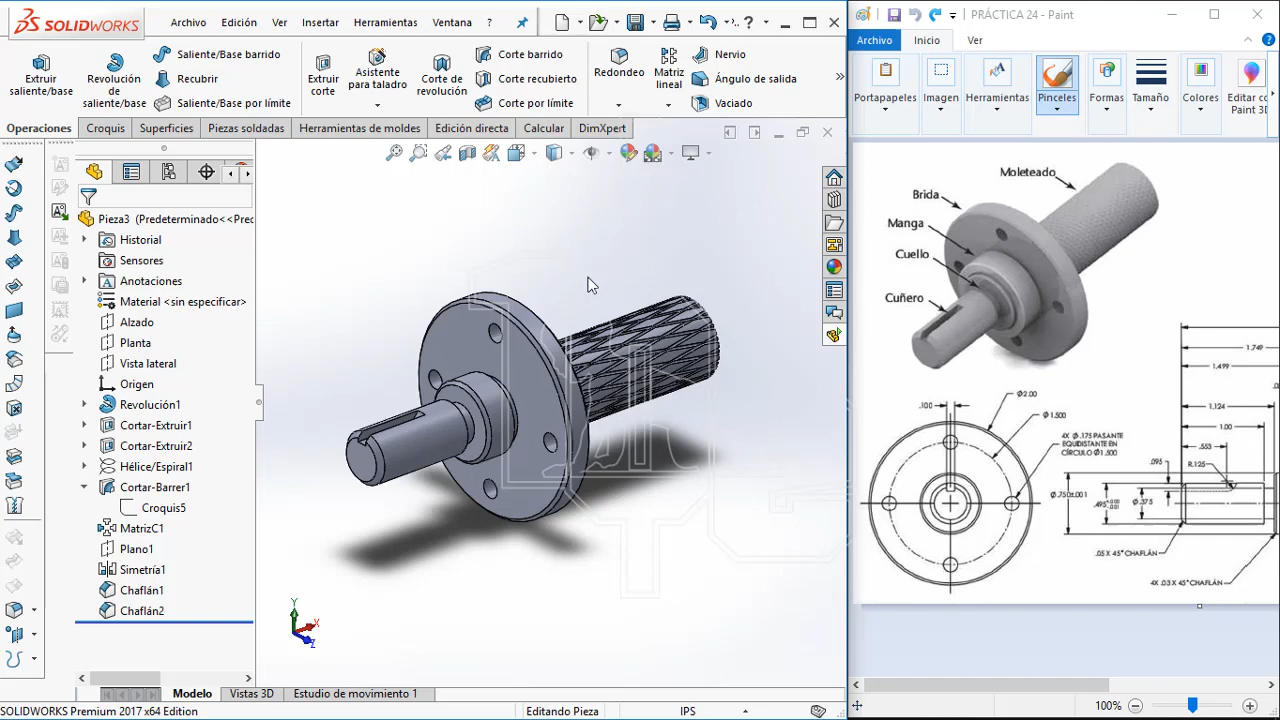 SOLIDWORKS
Archivo
Edición
Ver
Insertar
Herramientas
Ventana
?
PRÁCTICA 24 - Paint
Extruir
saliente/base
Revolución
de
saliente/base
Saliente/Base barrido
Recubrir
Saliente/Base por límite
Extruir
corte
Asistente
para taladro
Corte de
revolución
Corte barrido
Corte recubierto
Corte por límite
Redondeo
Matriz
lineal
Nervio
Ángulo de salida
Vaciado
Archivo
Inicio
Ver
Portapapeles
Imagen
Herramientas
Pinceles
Formas
Tamaño
Colores
Editar co
Paint 3D
Operaciones
Croquis
Superficies
Piezas soldadas
Herramientas de moldes
Edición directa
Calcular
DimXpert
Pieza3 (Predeterminado<<Prec
Historial
Sensores
Anotaciones
Material <sin especificar>
Alzado
Planta
Vista lateral
Origen
Revolución1
Cortar-Extruir1
Cortar-Extruir2
Hélice/Espiral1
Cortar-Barrer1
Croquis5
MatrizC1
Plano1
Simetría1
Chaflán1
Chaflán2
Y
X
Z
Moleteado
Brida
Manga
Cuello
Cuñero
1.749
1.499
1.124
1.00
.553
.100
Ø2.00
Ø1.500
4X Ø.175 PASANTE
EQUIDISTANTE EN
CÍRCULO Ø1.500
.095
R.125
Ø.750±.001
Ø.375
.05 X 45° CHAFLÁN
4X .03 X 45° CHAFLÁN
Modelo
Vistas 3D
Estudio de movimiento 1
SOLIDWORKS Premium 2017 x64 Edition
Editando Pieza
IPS
100%